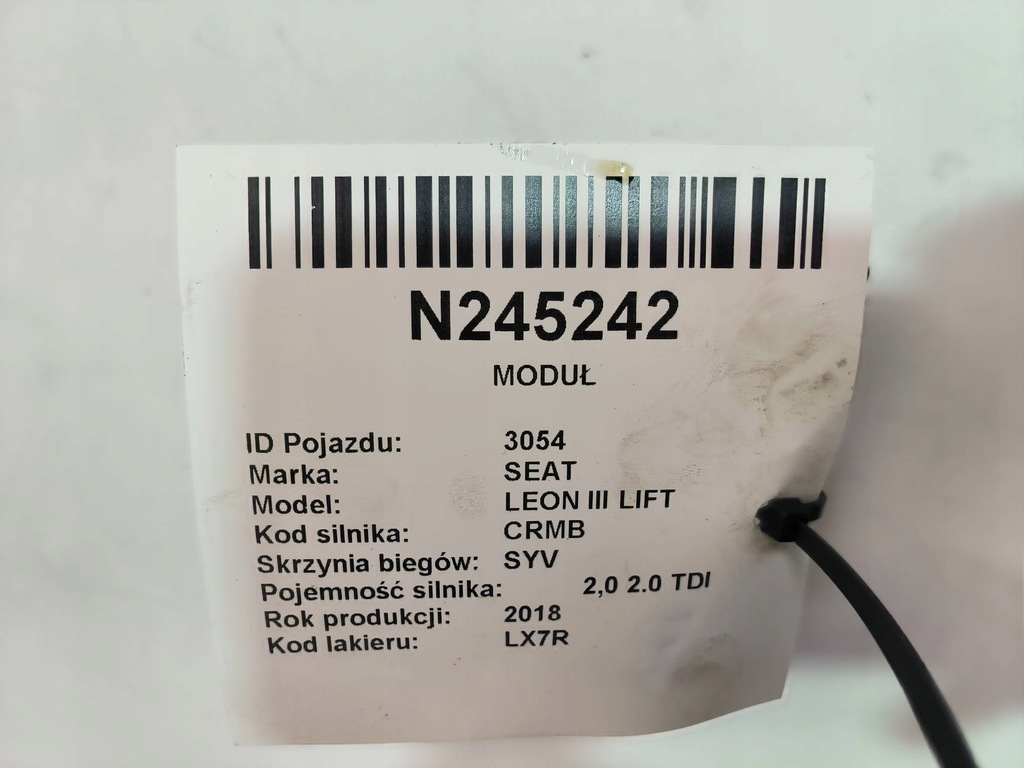 N245242
MODUŁ
ID Pojazdu: 3054
Marka: SEAT
Model: LEON III LIFT
Kod silnika: CRMB
Skrzynia biegów: SYV
Pojemność silnika: 2,0 2.0 TDI
Rok produkcji: 2018
Kod lakieru: LX7R